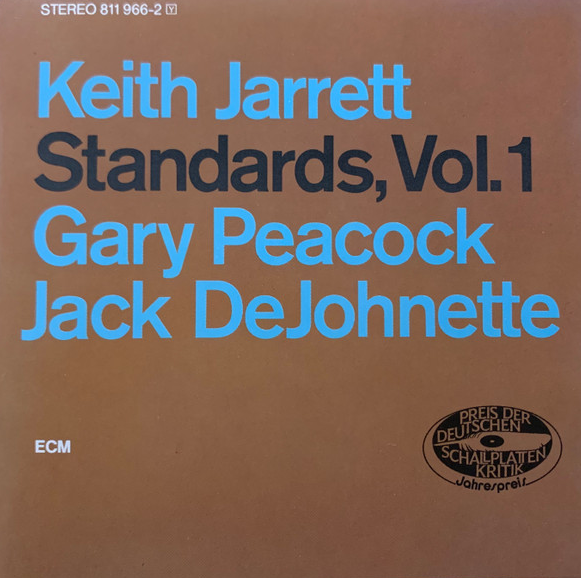 STEREO 811 966-2 Y
Keith Jarrett
Standards, Vol.1
Gary Peacock
Jack DeJohnette
ECM
PREIS DER
DEUTSCHEN
SCHALLPLATTEN
KRITIK
Jahrespreis